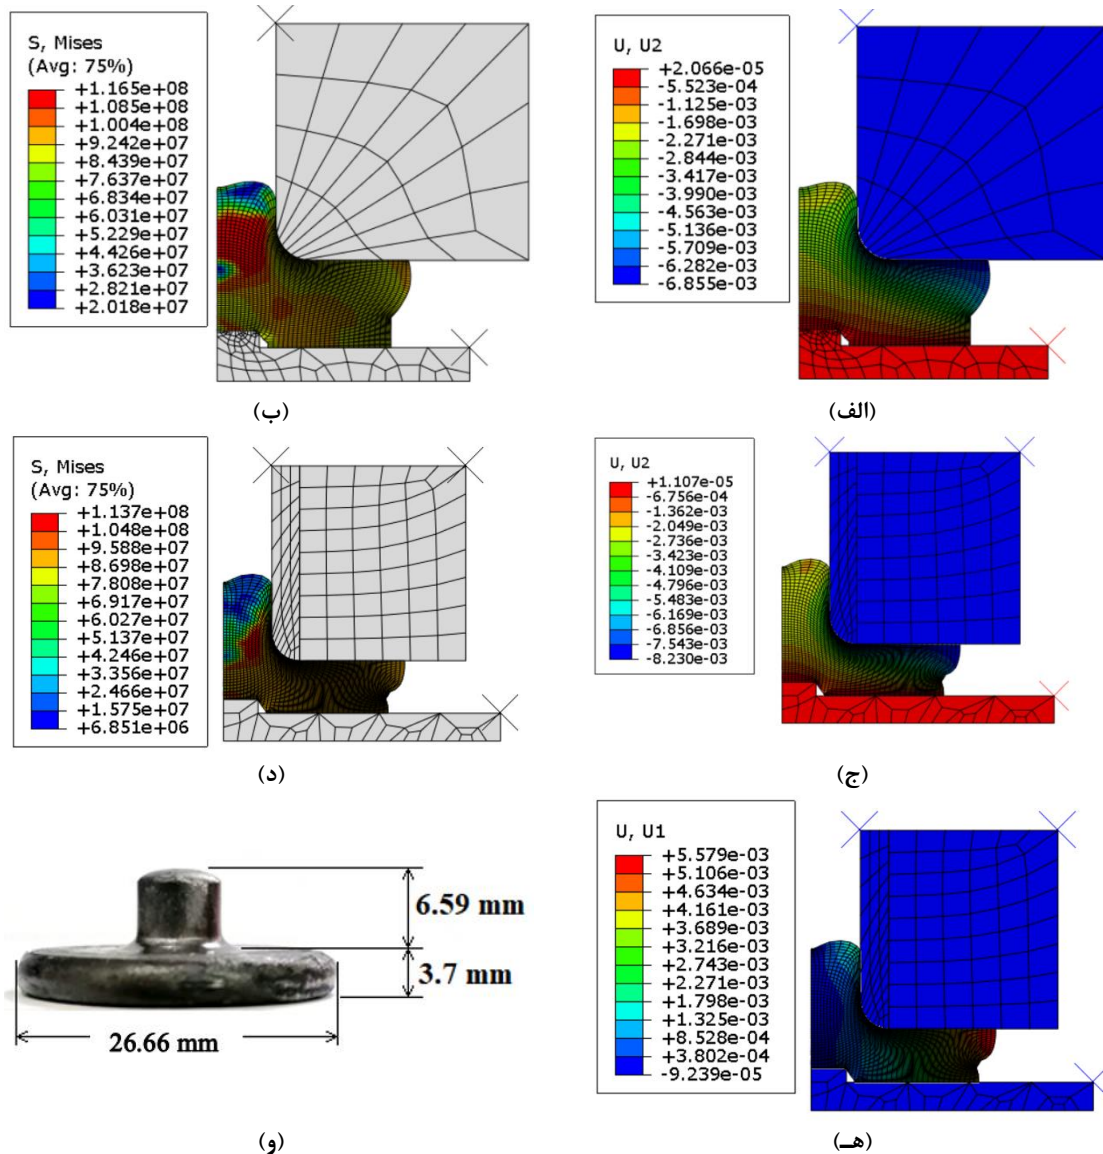 U, U2
+2.066e-05
-5.523e-04
-1.125e-03
-1.698e-03
-2.271e-03
-2.844e-03
-3.417e-03
-3.990e-03
-4.563e-03
-5.136e-03
-5.709e-03
-6.282e-03
-6.855e-03
(الف)
S, Mises
(Avg: 75%)
+1.165e+08
+1.085e+08
+1.004e+08
+9.242e+07
+8.439e+07
+7.637e+07
+6.834e+07
+6.031e+07
+5.229e+07
+4.426e+07
+3.623e+07
+2.821e+07
+2.018e+07
(ب)
U, U2
+1.107e-05
-6.756e-04
-1.362e-03
-2.049e-03
-2.736e-03
-3.423e-03
-4.109e-03
-4.796e-03
-5.483e-03
-6.169e-03
-6.856e-03
-7.543e-03
-8.230e-03
(ج)
S, Mises
(Avg: 75%)
+1.137e+08
+1.048e+08
+9.588e+07
+8.698e+07
+7.808e+07
+6.917e+07
+6.027e+07
+5.137e+07
+4.246e+07
+3.356e+07
+2.466e+07
+1.575e+07
+6.851e+06
(د)
U, U1
+5.579e-03
+5.106e-03
+4.634e-03
+4.161e-03
+3.689e-03
+3.216e-03
+2.743e-03
+2.271e-03
+1.798e-03
+1.325e-03
+8.528e-04
+3.802e-04
-9.239e-05
(هـ)
6.59 mm
3.7 mm
26.66 mm
(و)